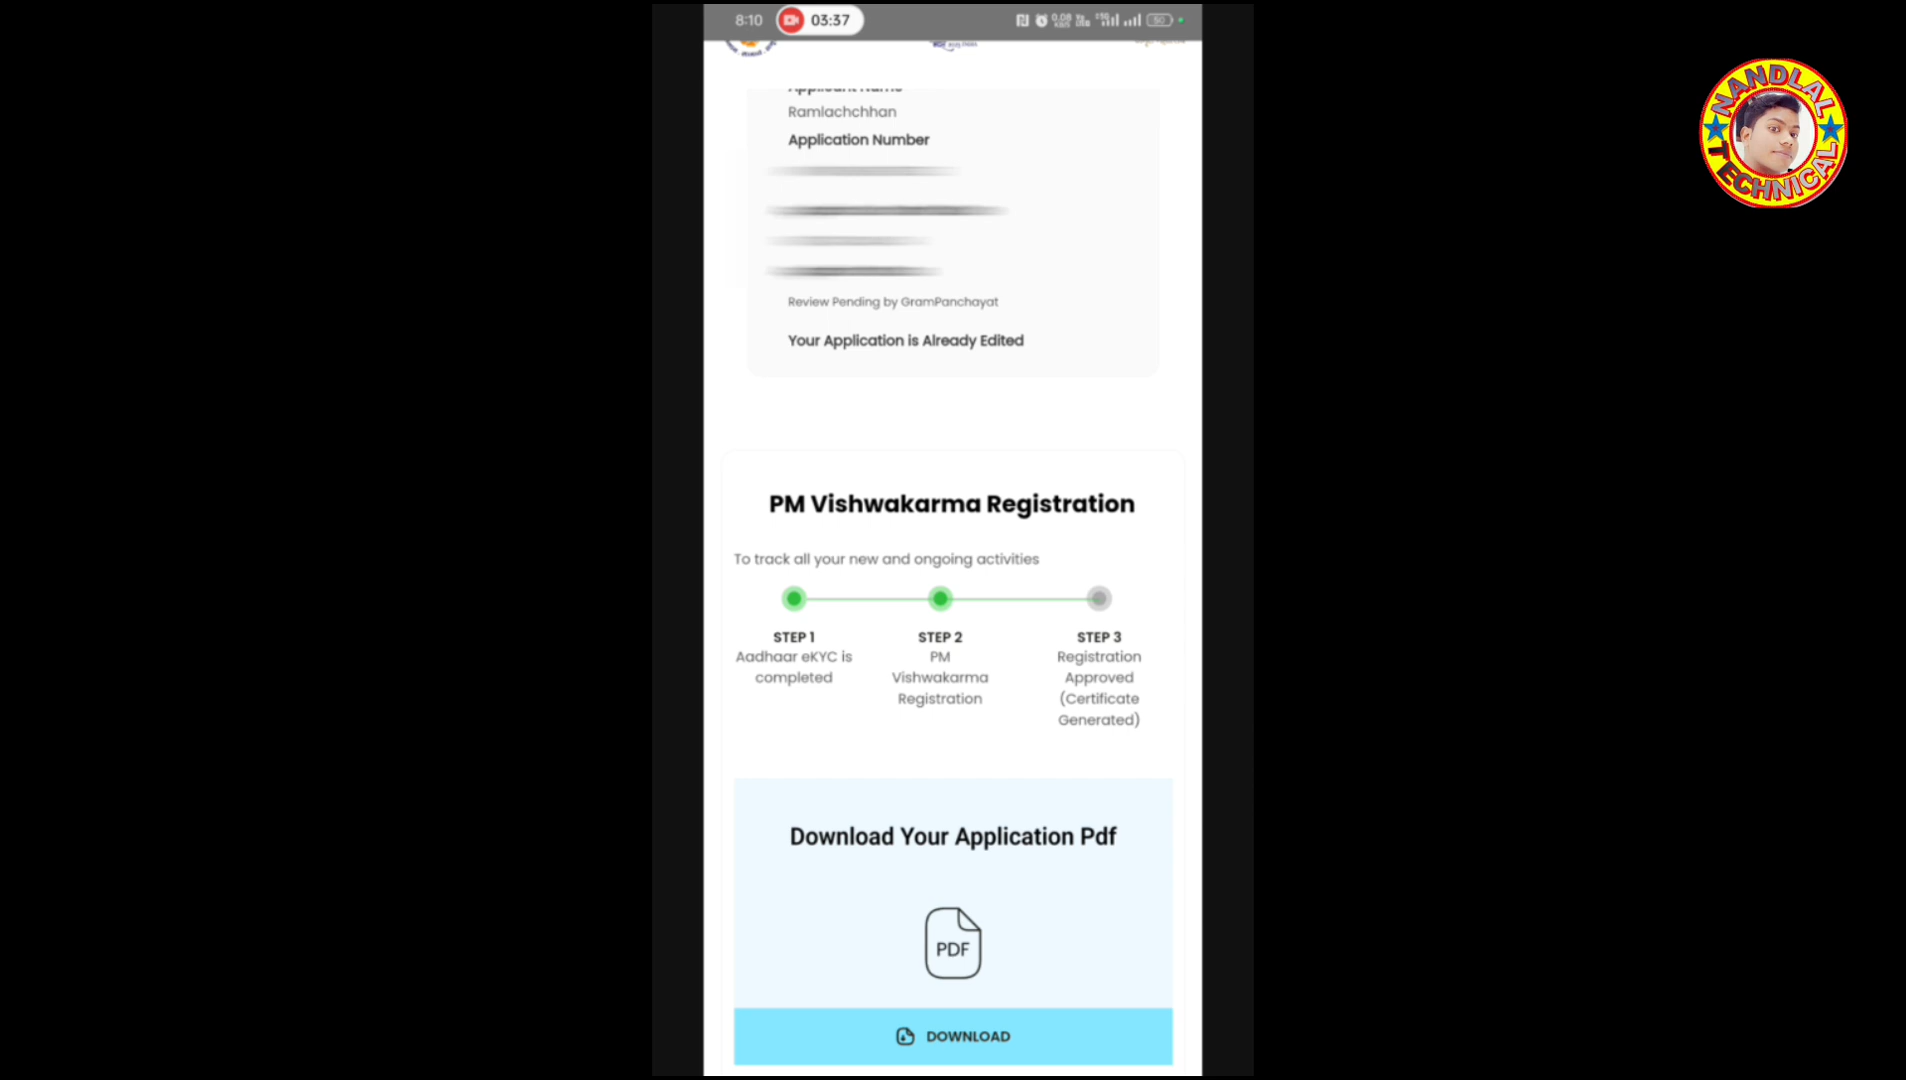 8:10
03:37
NANDLAL
TECHNICAL
Applicant Name
Ramlachchhan
Application Number
Review Pending by GramPanchayat
Your Application is Already Edited
PM Vishwakarma Registration
To track all your new and ongoing activities
STEP 1
Aadhaar eKYC is
completed
STEP 2
PM
Vishwakarma
Registration
STEP 3
Registration
Approved
(Certificate
Generated)
Download Your Application Pdf
PDF
DOWNLOAD